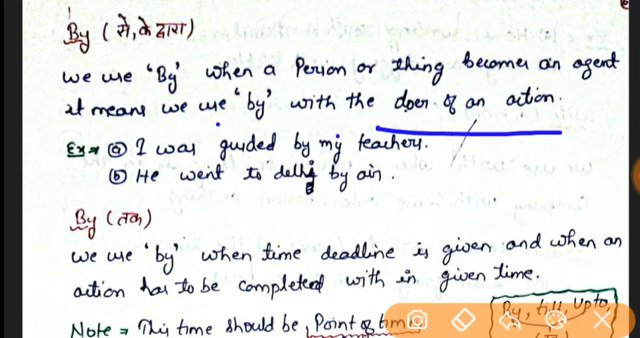 By (से, के द्वारा)
we use 'By' when a Person or thing becomes an agent
it means we use 'by' with the doer of an action.
Ex⇒ ⓐ I was guided by my teachers.
ⓑ He went to delhi by air.
By (तक)
we use 'by' when time deadline is given and when an
action has to be completed with in given time.
Note = This time should be, Point of time
By, till, upto,